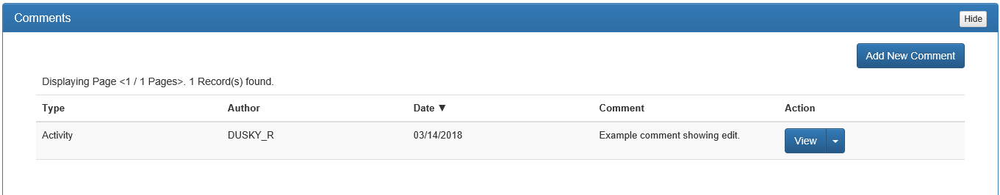 Comments Hide
Add New Comment
Displaying Page <1 / 1 Pages>. 1 Record(s) found.
Type Author Date ▼ Comment Action
Activity DUSKY_R 03/14/2018 Example comment showing edit. View